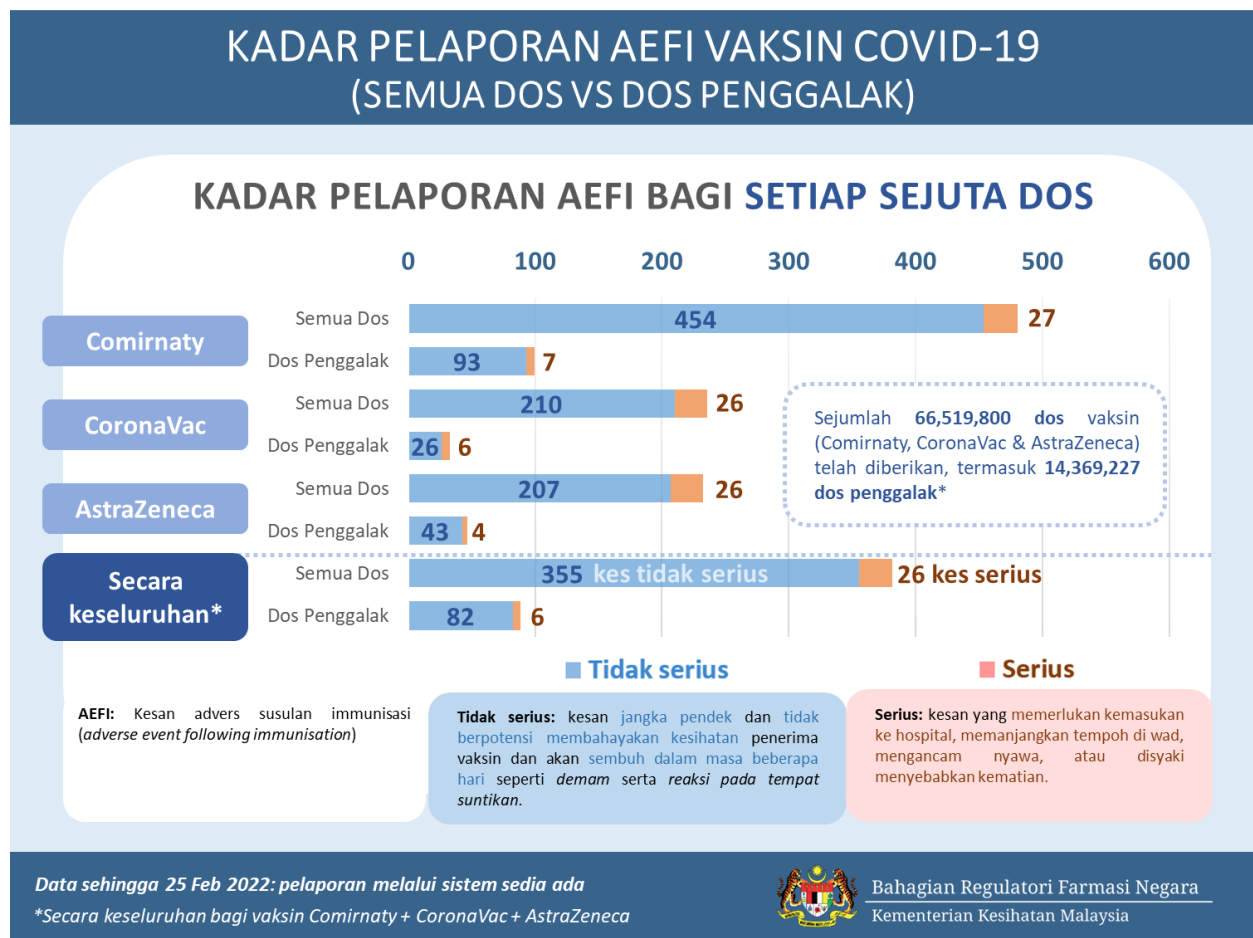 KADAR PELAPORAN AEFI VAKSIN COVID-19
(SEMUA DOS VS DOS PENGGALAK)
KADAR PELAPORAN AEFI BAGI SETIAP SEJUTA DOS
0 100 200 300 400 500 600
Comirnaty
Semua Dos 454 27
Dos Penggalak 93 7
CoronaVac
Semua Dos 210 26
Dos Penggalak 26 6
AstraZeneca
Semua Dos 207 26
Dos Penggalak 43 4
Secara
keseluruhan*
Semua Dos 355 kes tidak serius 26 kes serius
Dos Penggalak 82 6
Sejumlah 66,519,800 dos vaksin
(Comirnaty, CoronaVac & AstraZeneca)
telah diberikan, termasuk 14,369,227
dos penggalak*
Tidak serius
Serius
AEFI: Kesan advers susulan immunisasi
(adverse event following immunisation)
Tidak serius: kesan jangka pendek dan tidak
berpotensi membahayakan kesihatan penerima
vaksin dan akan sembuh dalam masa beberapa
hari seperti demam serta reaksi pada tempat
suntikan.
Serius: kesan yang memerlukan kemasukan
ke hospital, memanjangkan tempoh di wad,
mengancam nyawa, atau disyaki
menyebabkan kematian.
Data sehingga 25 Feb 2022: pelaporan melalui sistem sedia ada
*Secara keseluruhan bagi vaksin Comirnaty + CoronaVac + AstraZeneca
Bahagian Regulatori Farmasi Negara
Kementerian Kesihatan Malaysia